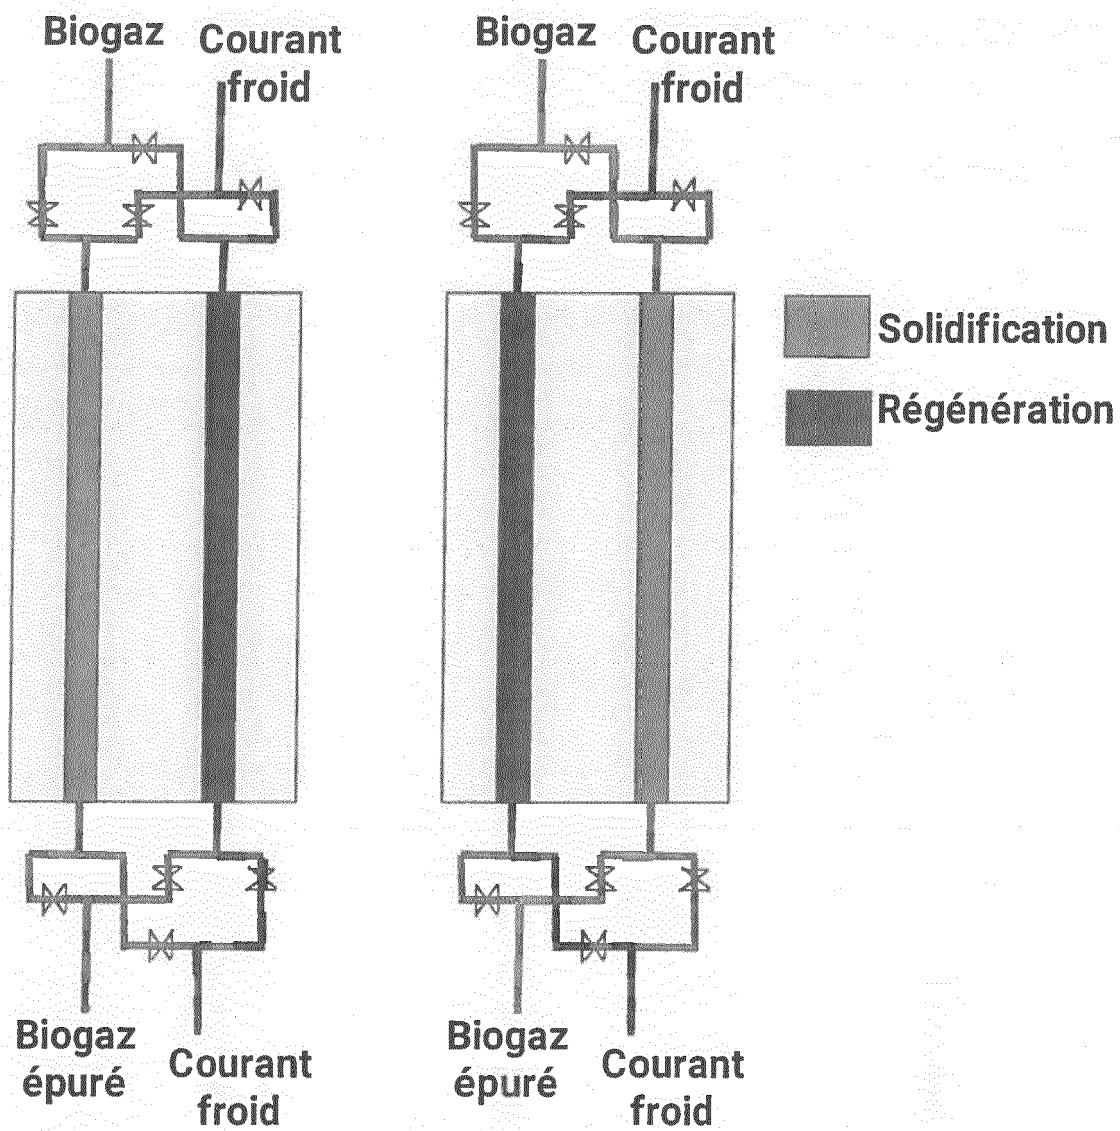 Biogaz
Courant
froid
Biogaz
Courant
froid
Solidification
Régénération
Biogaz
épuré
Courant
froid
Biogaz
épuré
Courant
froid